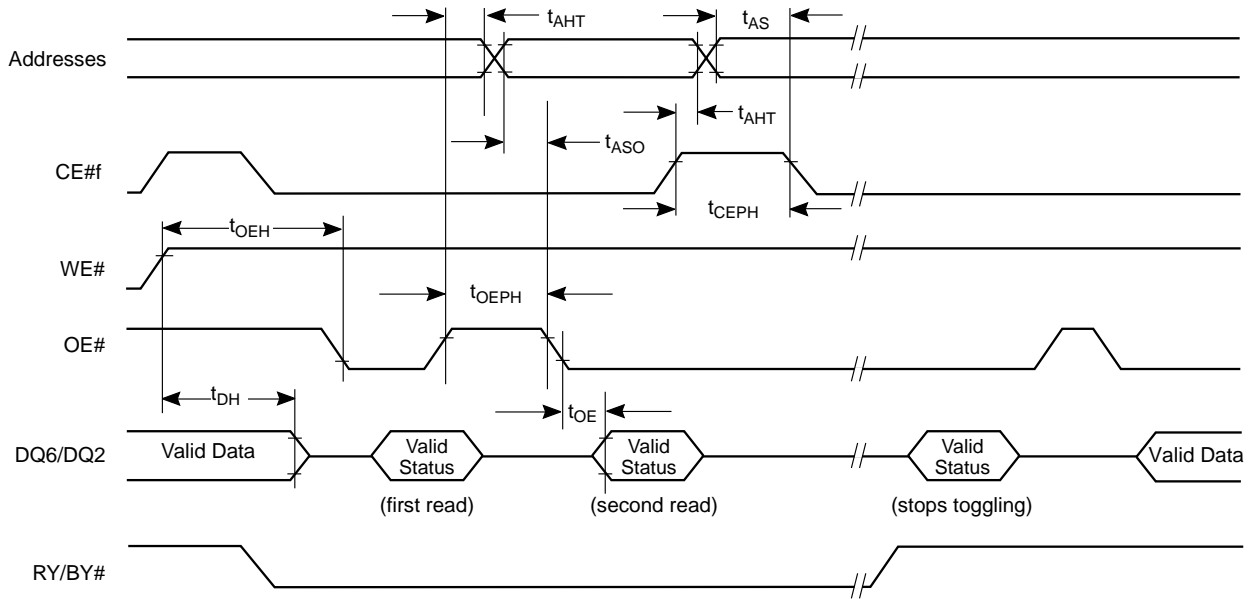 tAHT
tAS
Addresses
tAHT
tASO
CE#f
tCEPH
tOEH
WE#
tOEPH
OE#
tDH
tOE
DQ6/DQ2
Valid Data
Valid
Status
Valid
Status
Valid
Status
Valid Data
(first read)
(second read)
(stops toggling)
RY/BY#